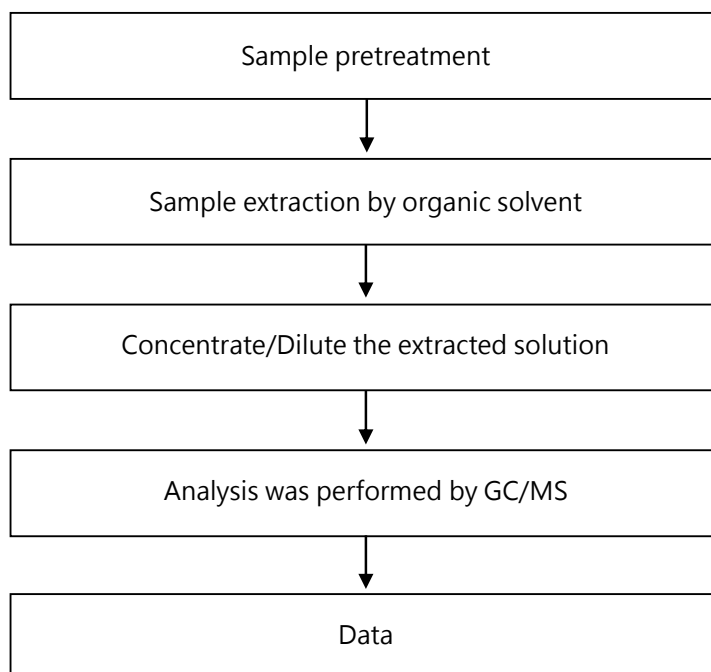 Sample pretreatment
Sample extraction by organic solvent
Concentrate/Dilute the extracted solution
Analysis was performed by GC/MS
Data